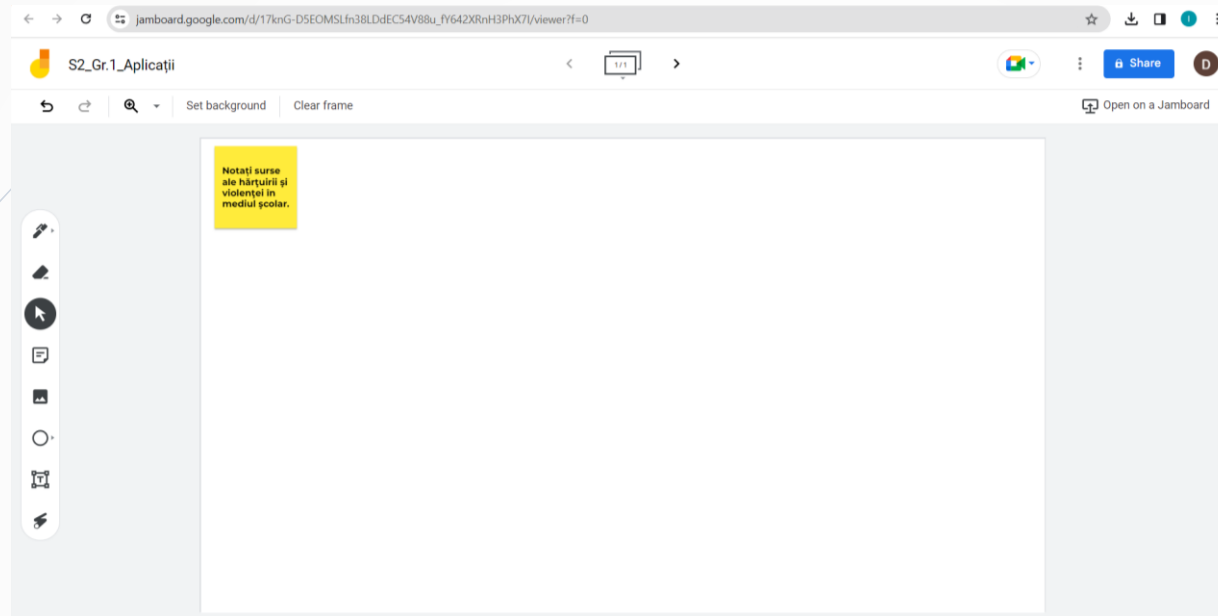 jamboard.google.com/d/17knG-D5EOMSLfn38LDdEC54V88u_fY642XRnH3PhX7I/viewer?f=0
S2_Gr.1_Aplicații
1/1
Share
D
Set background
Clear frame
Open on a Jamboard
Notați surse
ale hărțuirii și
violenței în
mediul școlar.